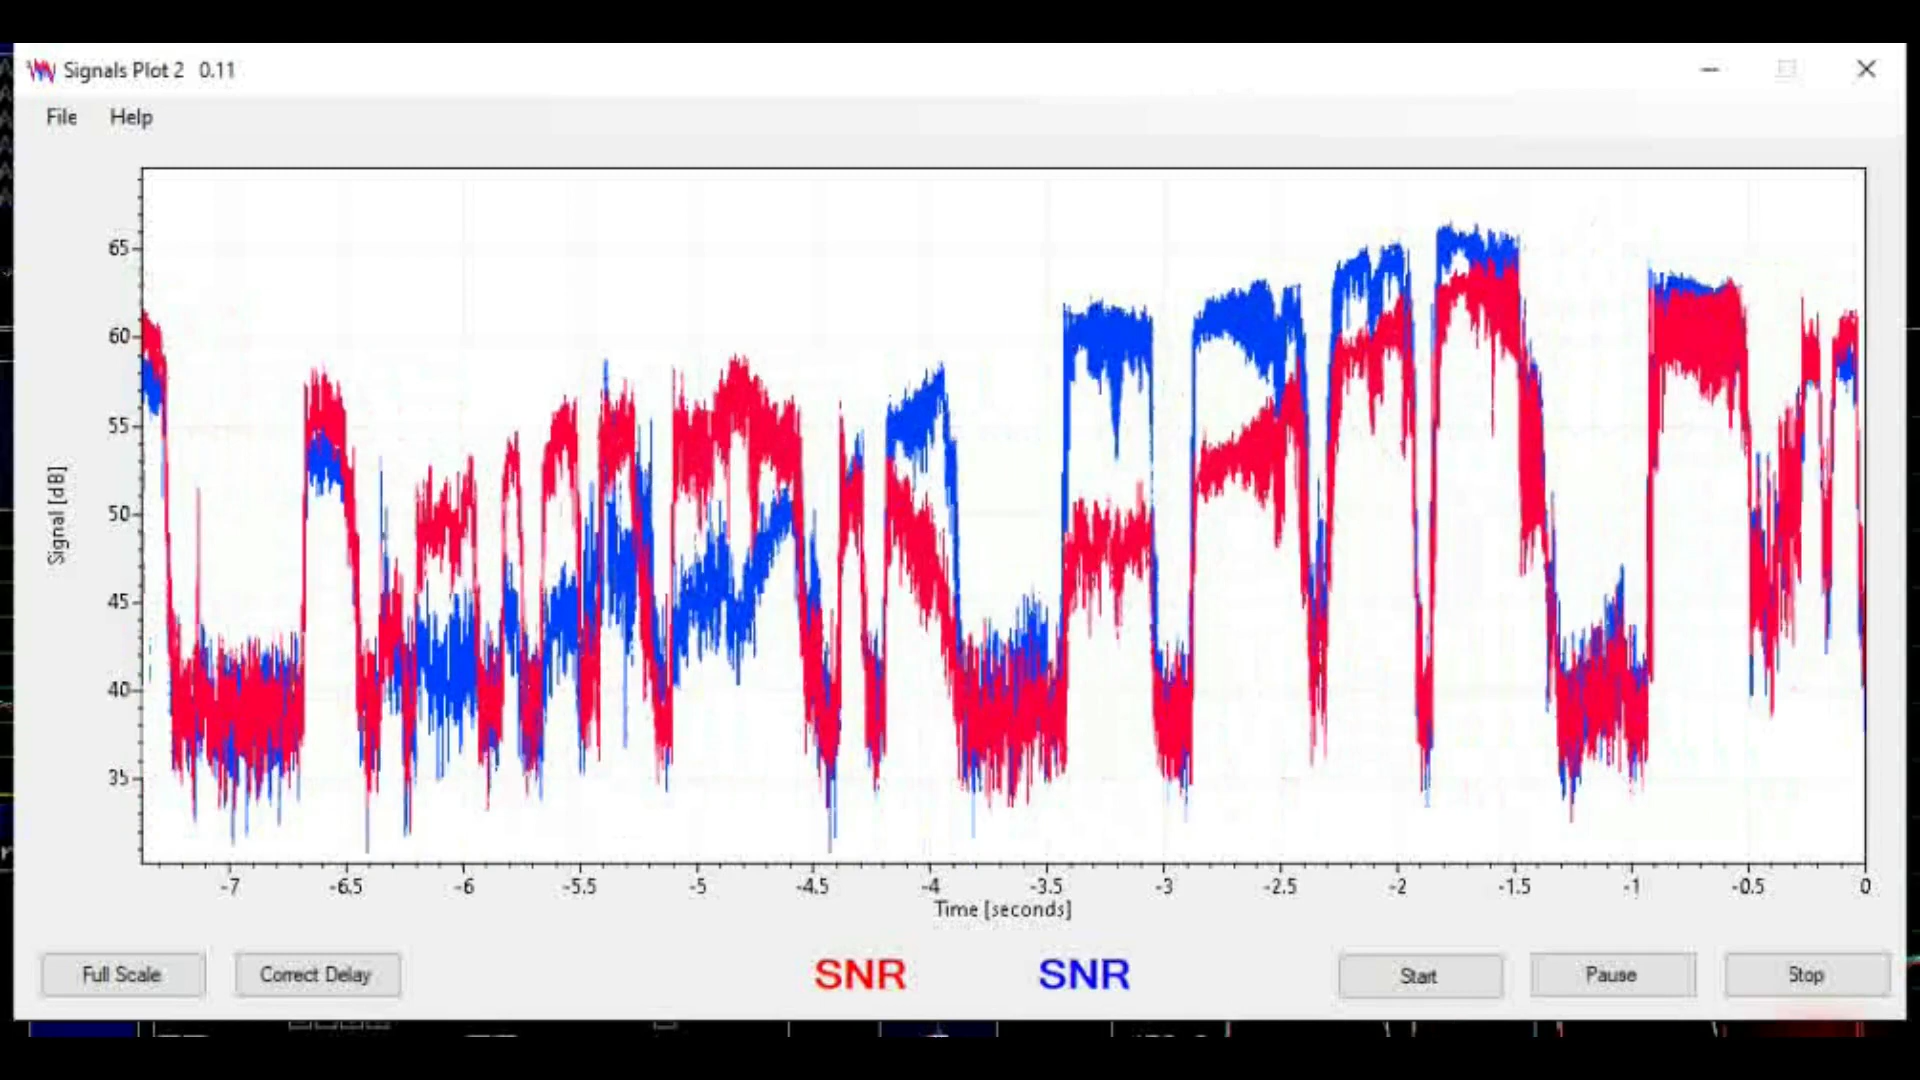 Signals Plot 2 0.11
File Help
65
60
55
50
45
40
35
Signal [dB]
-7 -6.5 -6 -5.5 -5 -4.5 -4 -3.5 -3 -2.5 -2 -1.5 -1 -0.5 0
Time [seconds]
Full Scale Correct Delay SNR SNR Start Pause Stop